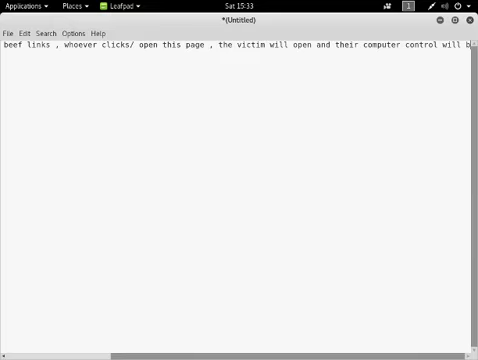 Applications Places Leafpad Sat 15:33 1
*(Untitled)
File Edit Search Options Help
beef links , whoever clicks/ open this page , the victim will open and their computer control will b